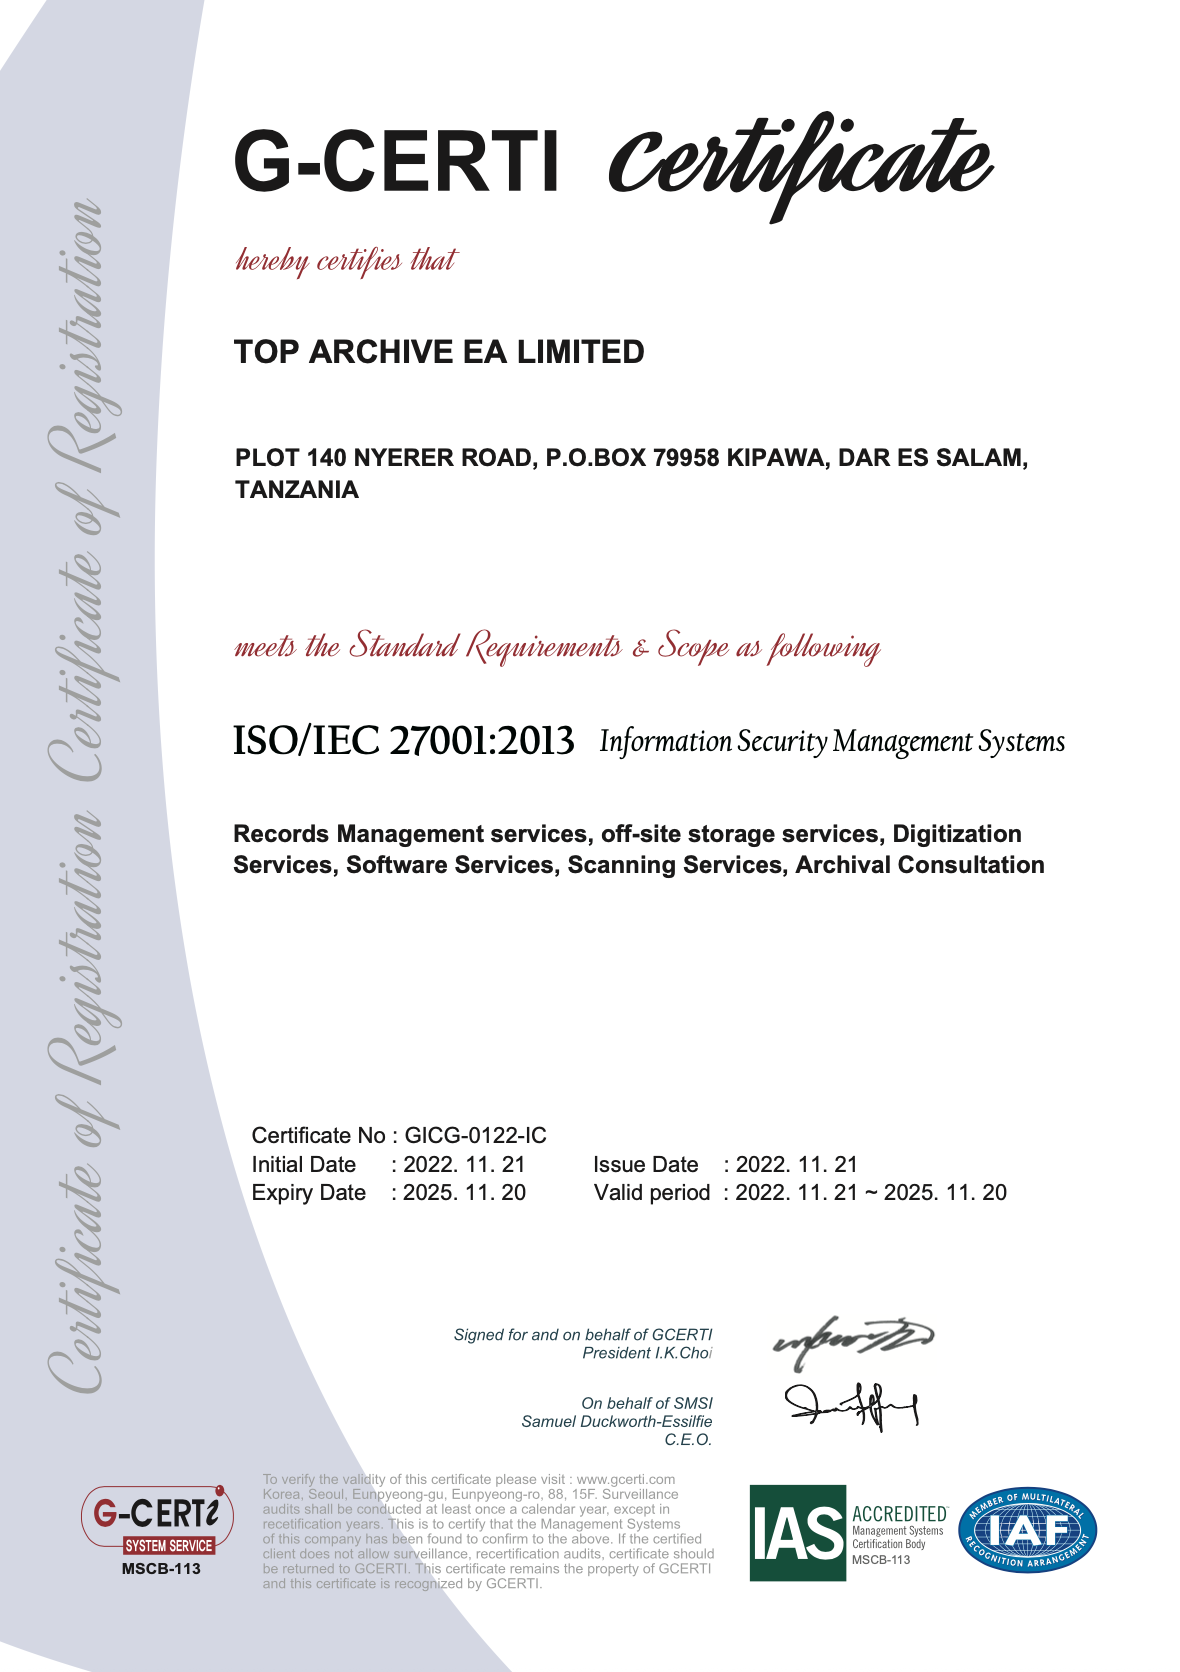 G-CERTI Certificate
hereby certifies that
TOP ARCHIVE EA LIMITED
PLOT 140 NYERER ROAD, P.O.BOX 79958 KIPAWA, DAR ES SALAM,
TANZANIA
meets the Standard Requirements & Scope as following
ISO/IEC 27001:2013 Information Security Management Systems
Records Management services, off-site storage services, Digitization
Services, Software Services, Scanning Services, Archival Consultation
Certificate No : GICG-0122-IC
Initial Date : 2022. 11. 21 Issue Date : 2022. 11. 21
Expiry Date : 2025. 11. 20 Valid period : 2022. 11. 21 ~ 2025. 11. 20
Signed for and on behalf of GCERTI
President I.K.Choi
On behalf of SMSI
Samuel Duckworth-Essilfie
C.E.O.
To verify the validity of this certificate please visit : www.gcerti.com
Korea, Seoul, Eunpyeong-gu, Eunpyeong-ro, 88, 15F. Surveillance
audits shall be conducted at least once a calendar year, except in
recetification years. This is to certify that the Management Systems
of this company has been found to confirm to the above. If the certified
client does not allow surveillance, recertification audits, certificate should
be returned to GCERTI. This certificate remains the property of GCERTI
and this certificate is recognized by GCERTI.
G-CERTi
SYSTEM SERVICE
MSCB-113
IAS
ACCREDITED
Management Systems
Certification Body
MSCB-113
MEMBER OF MULTILATERAL
IAF
RECOGNITION ARRANGEMENT
Certificate of Registration Certificate of Registration